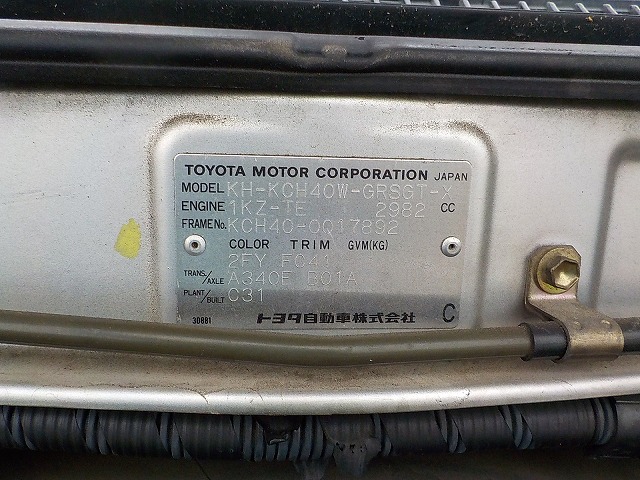 TOYOTA MOTOR CORPORATION JAPAN
MODEL KH-KCH40W-GRSGT-X
ENGINE 1KZ-TE 2982 CC
FRAME No. KCH40-0017892
COLOR TRIM GVM(KG)
2FY FC41
TRANS./AXLE A340F B01A
PLANT/BUILT C31
30881 トヨタ自動車株式会社 C